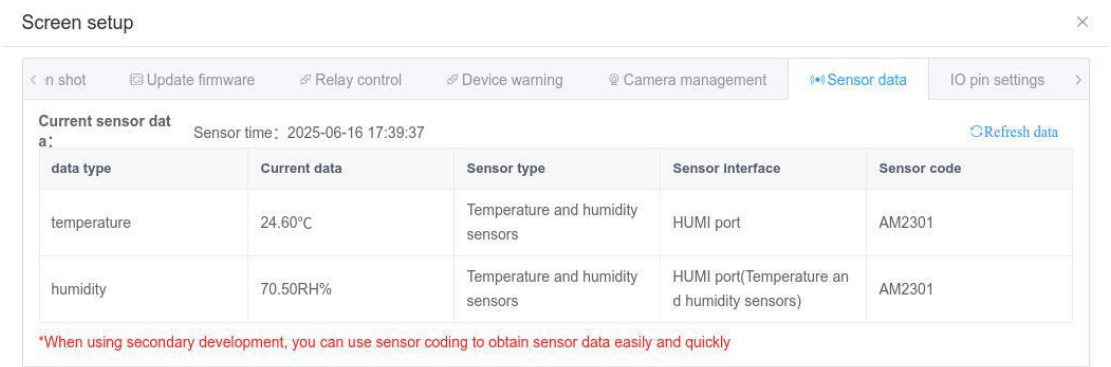 Screen setup
n shot Update firmware Relay control Device warning Camera management Sensor data IO pin settings
Current sensor dat
a: Sensor time: 2025-06-16 17:39:37 Refresh data
data type Current data Sensor type Sensor interface Sensor code
temperature 24.60℃ Temperature and humidity
sensors HUMI port AM2301
humidity 70.50RH% Temperature and humidity
sensors HUMI port(Temperature an
d humidity sensors) AM2301
*When using secondary development, you can use sensor coding to obtain sensor data easily and quickly